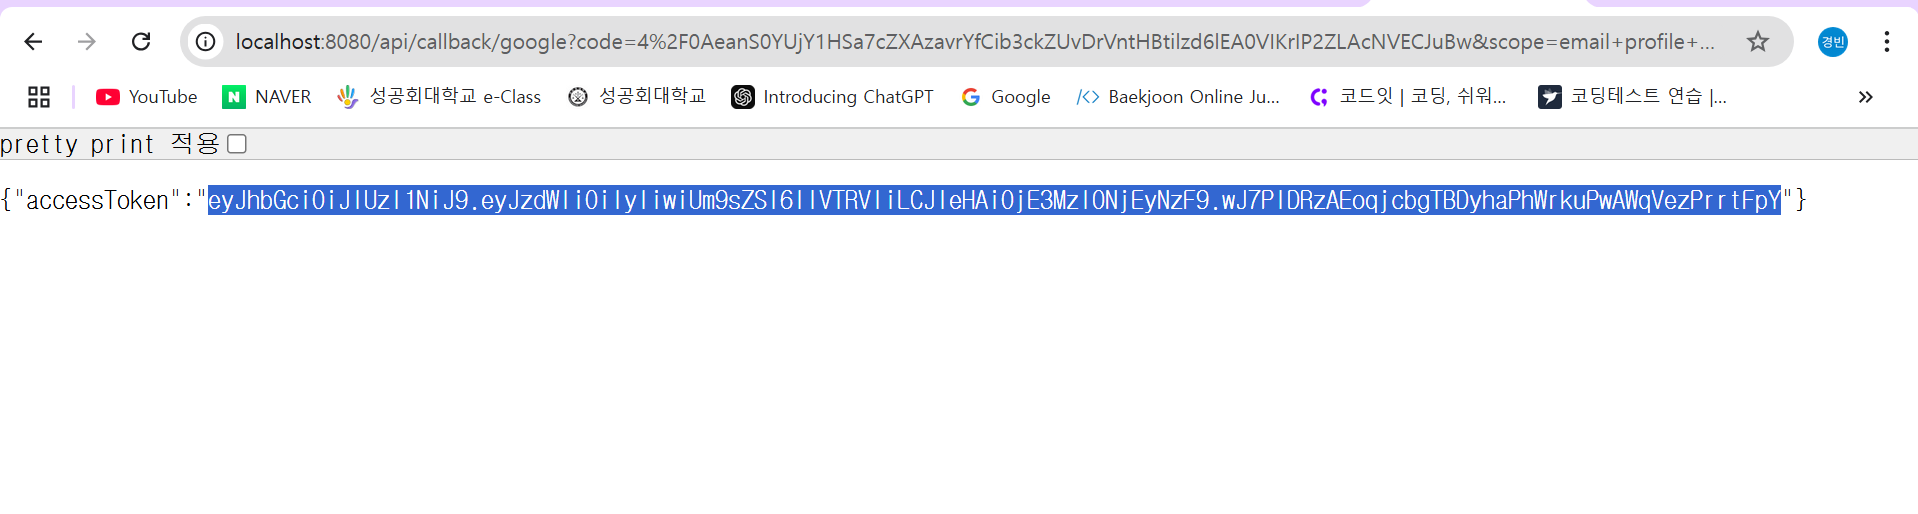 localhost:8080/api/callback/google?code=4%2F0AeanS0YUjY1HSa7cZXAzavrYfCib3ckZUvDrVntHBtilzd6lEA0VIKrIP2ZLAcNVECJuBw&scope=email+profile+...
경빈
YouTube NAVER 성공회대학교 e-Class 성공회대학교 Introducing ChatGPT Google Baekjoon Online Ju... 코드잇 | 코딩, 쉬워... 코딩테스트 연습 |...
pretty print 적용
{"accessToken":"eyJhbGciOiJIUzI1NiJ9.eyJzdWIiOiIyIiwiUm9sZSI6IlVTRVIiLCJleHAiOjE3MzI0NjEyNzF9.wJ7PlDRzAEoqjcbgTBDyhaPhWrkuPwAWqVezPrrtFpY"}